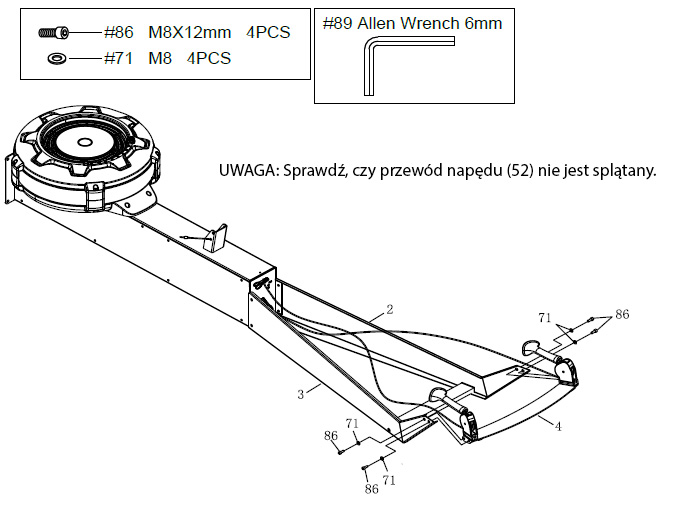 #86 M8X12mm 4PCS
#71 M8 4PCS
#89 Allen Wrench 6mm
UWAGA: Sprawdź, czy przewód napędu (52) nie jest splątany.
2
71
86
3
4
71
86
71
86